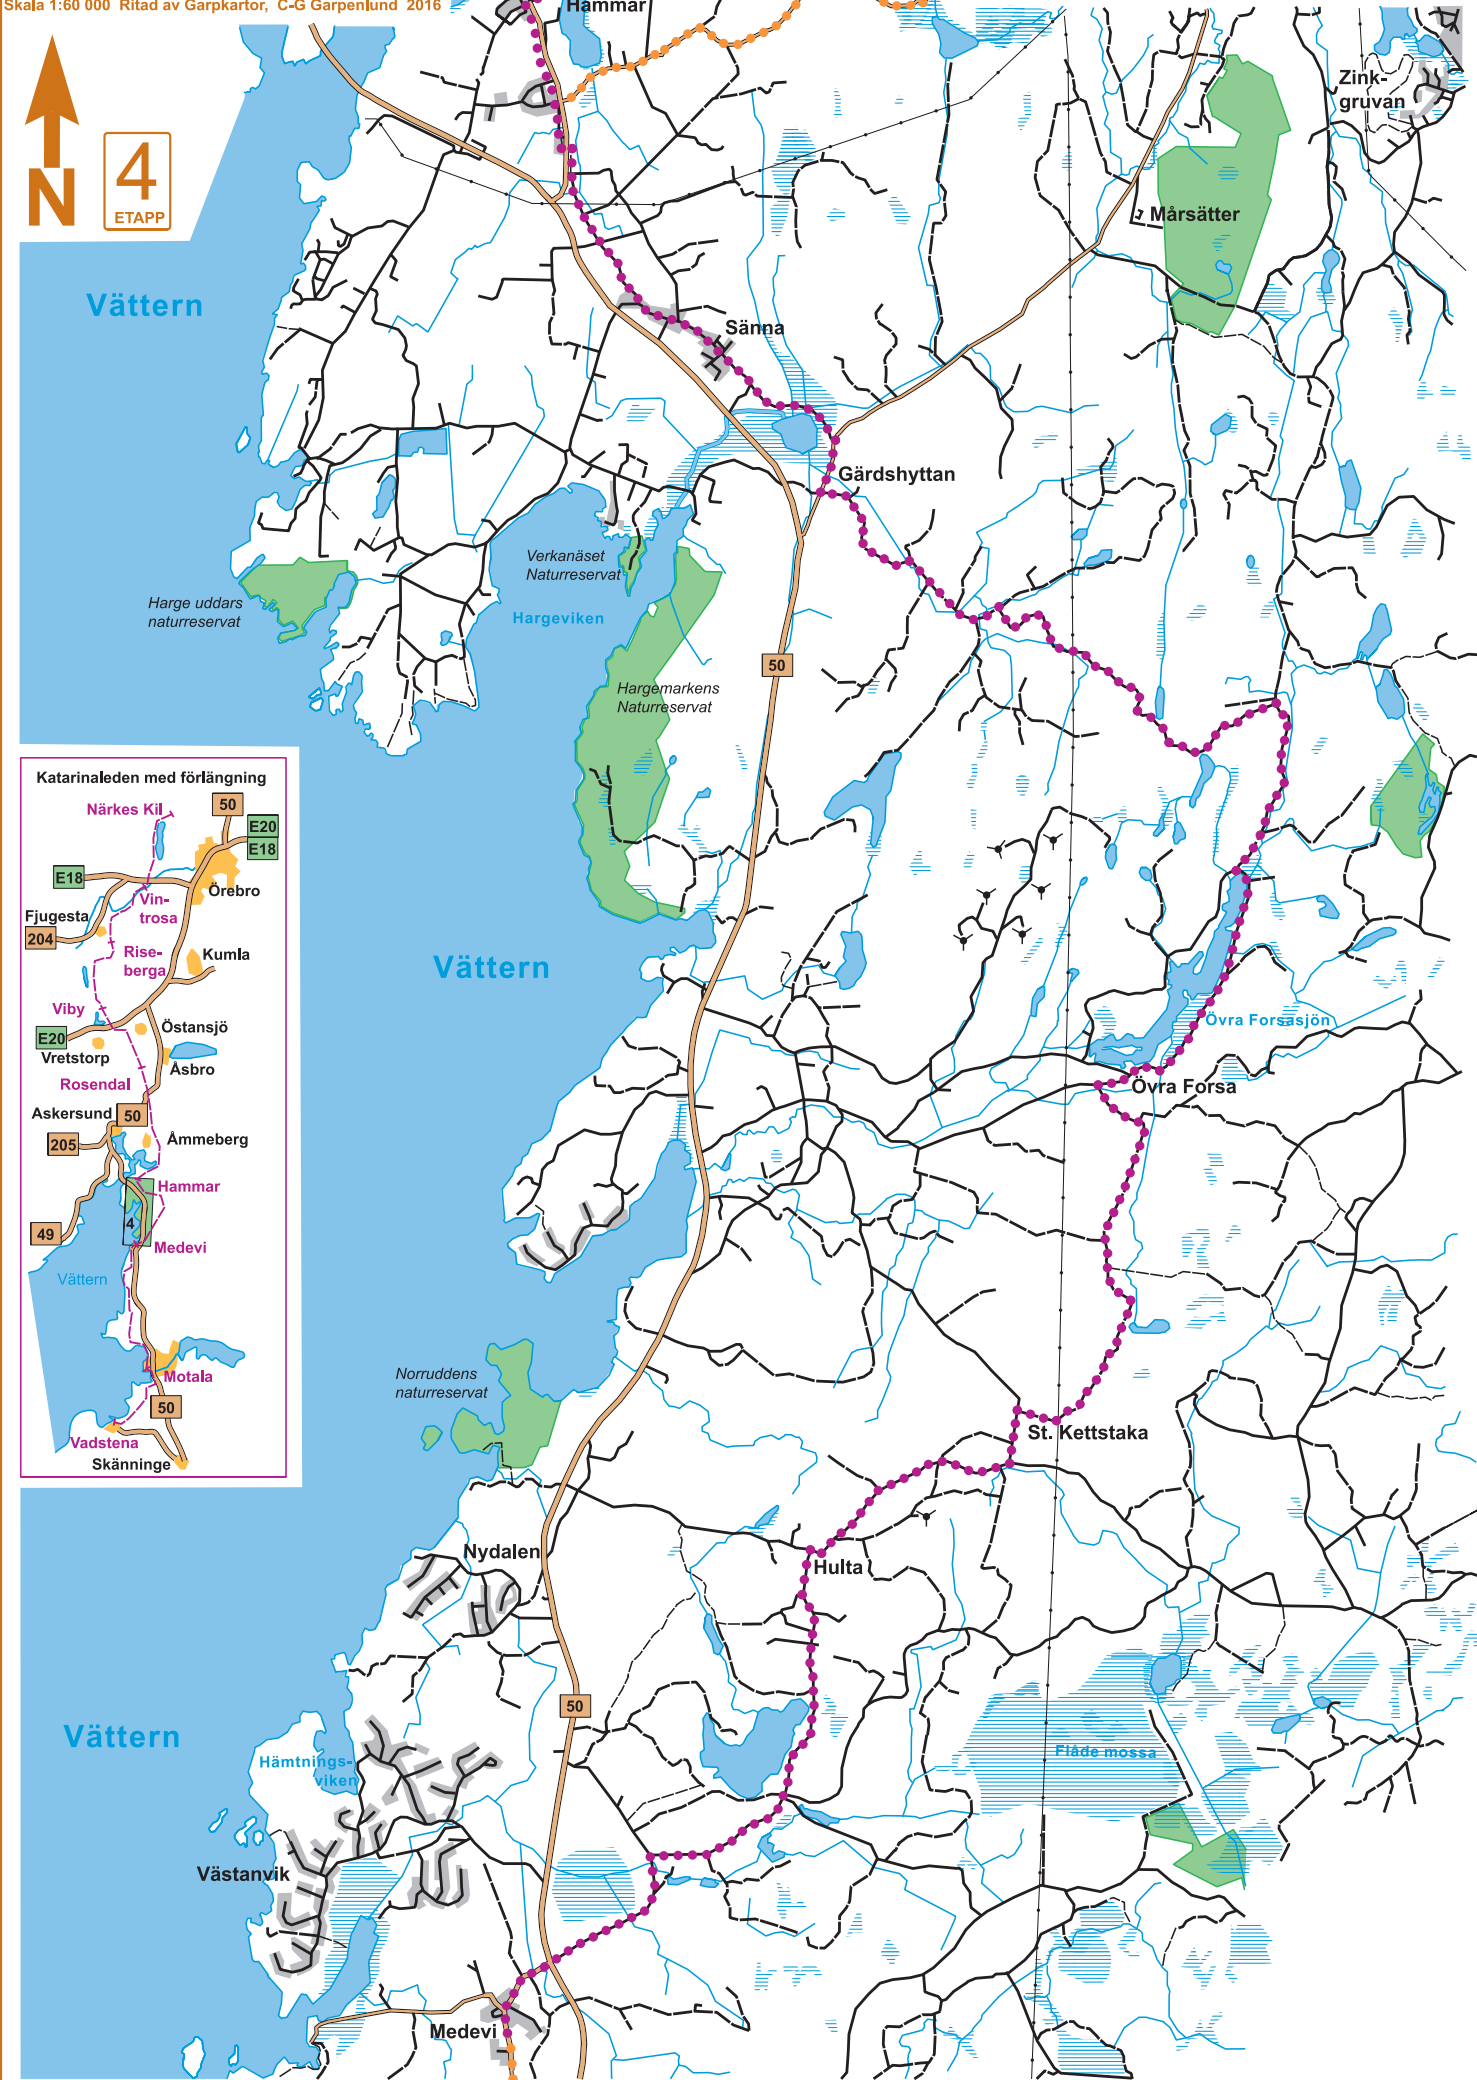 Skala 1:60 000 Ritad av Garpkartor, C-G Garpenlund 2016
Hammar
Zink-
gruvan
N
4
ETAPP
Mårsätter
Vättern
Sänna
Gärdshyttan
Verkanäset
Naturreservat
Harge uddars
naturreservat
Hargeviken
50
Hargemarkens
Naturreservat
Katarinaleden med förlängning
Närkes Kil
50
E20
E18
E18
Örebro
Vin-
trosa
Fjugesta
204
Rise-
berga
Kumla
Viby
Östansjö
E20
Vretstorp
Åsbro
Rosendal
Askersund
50
205
Åmmeberg
Hammar
4
49
Medevi
Vättern
Motala
50
Vadstena
Skänninge
Vättern
Övra Forsasjön
Övra Forsa
Norruddens
naturreservat
St. Kettstaka
Nydalen
Hulta
50
Vättern
Hämtnings-
viken
Flåde mossa
Västanvik
Medevi